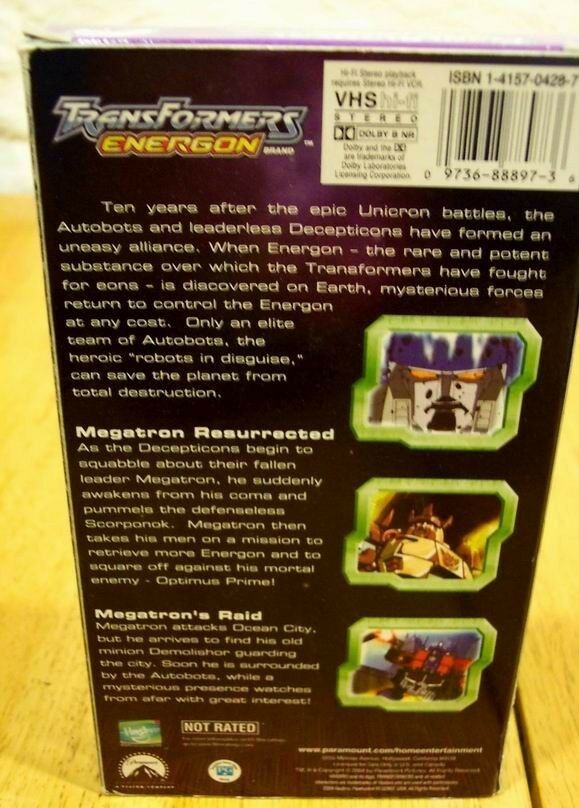 TRANSFORMERS
ENERGON BRAND ™
Hi-Fi Stereo playback
requires Stereo Hi-Fi VCR.
VHS hi-fi
STEREO
DOLBY B NR
Dolby and the DD
are trademarks of
Dolby Laboratories
Licensing Corporation.
ISBN 1-4157-0428-7
0 9736-88897-3 6
Ten years after the epic Unicron battles, the
Autobots and leaderless Decepticons have formed an
uneasy alliance. When Energon - the rare and potent
substance over which the Transformers have fought
for eons - is discovered on Earth, mysterious forces
return to control the Energon
at any cost. Only an elite
team of Autobots, the
heroic "robots in disguise,"
can save the planet from
total destruction.
Megatron Resurrected
As the Decepticons begin to
squabble about their fallen
leader Megatron, he suddenly
awakens from his coma and
pummels the defenseless
Scorponok. Megatron then
takes his men on a mission to
retrieve more Energon and to
square off against his mortal
enemy - Optimus Prime!
Megatron's Raid
Megatron attacks Ocean City,
but he arrives to find his old
minion Demolishor guarding
the city. Soon he is surrounded
by the Autobots, while a
mysterious presence watches
from afar with great interest!
Hasbro
NOT RATED
Paramount
www.paramount.com/homeentertainment